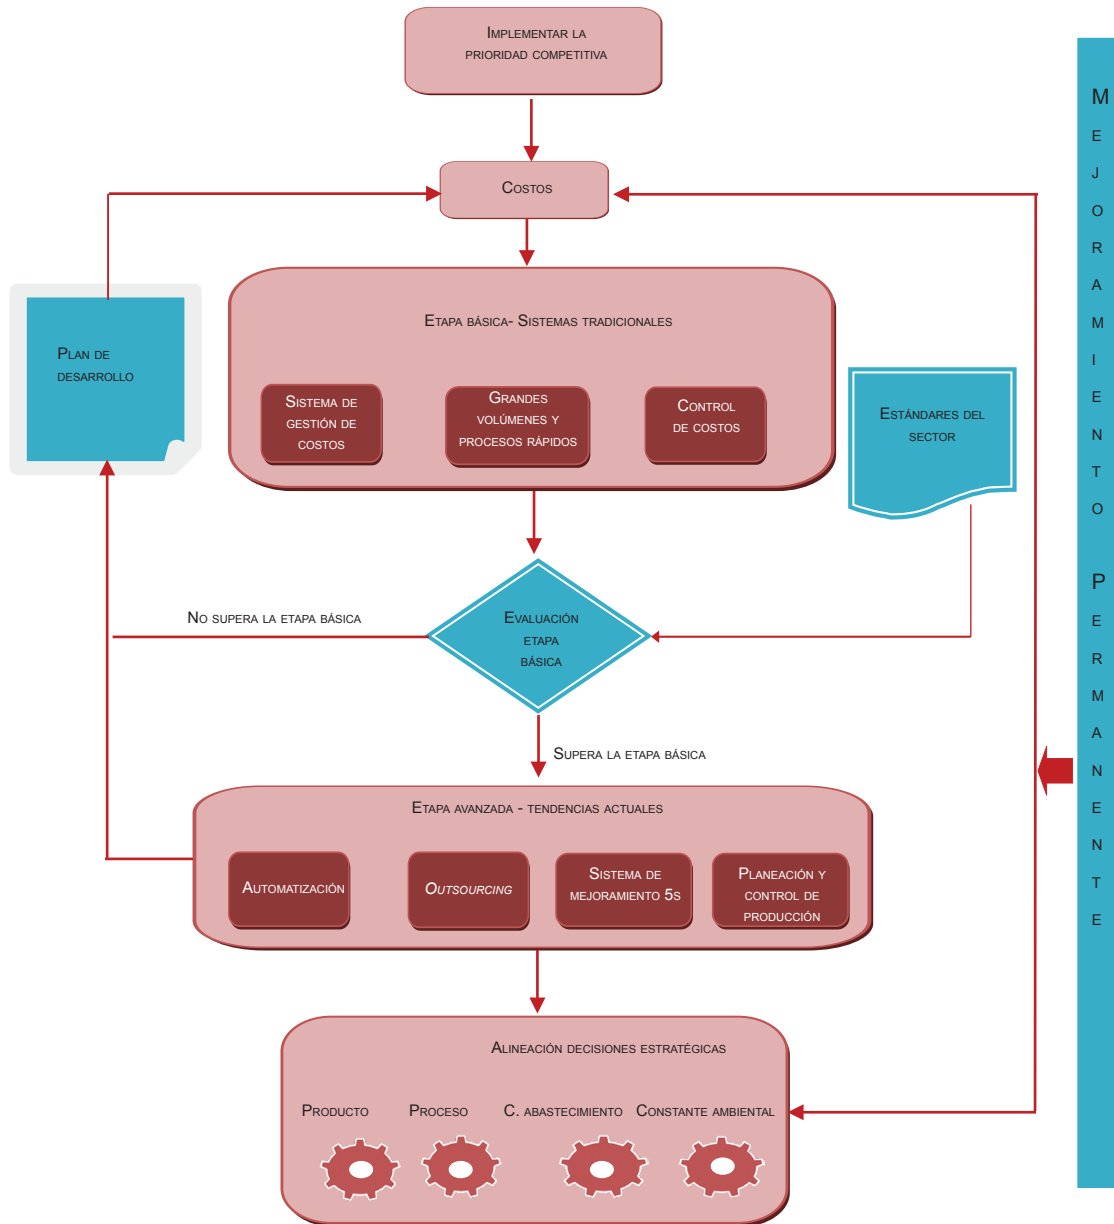 Implementar la
prioridad competitiva
Costos
Etapa básica- Sistemas tradicionales
Sistema de
gestión de
costos
Grandes
volúmenes y
procesos rápidos
Control
de costos
Plan de
desarrollo
Estándares del
sector
No supera la etapa básica
Evaluación
etapa
básica
Supera la etapa básica
Etapa avanzada - tendencias actuales
Automatización
Outsourcing
Sistema de
mejoramiento 5s
Planeación y
control de
producción
Alineación decisiones estratégicas
Producto
Proceso
C. abastecimiento
Constante ambiental
Mejoramiento Permanente